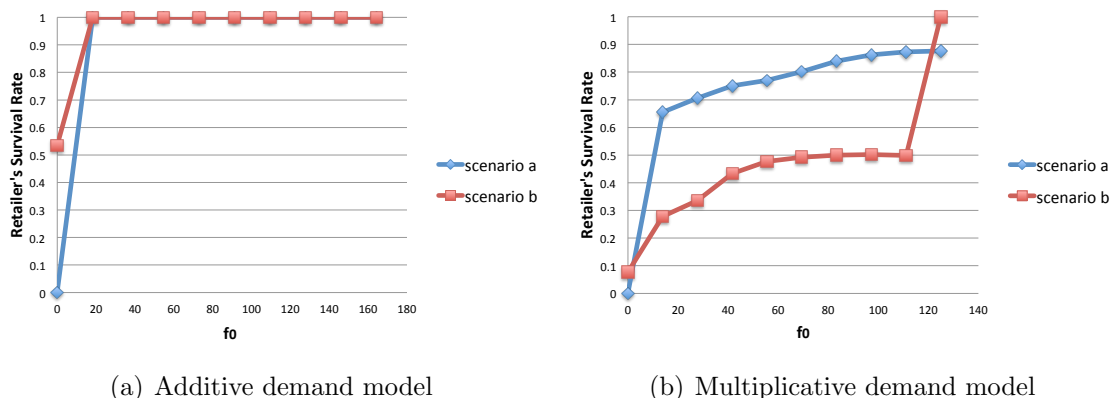 Retailer's Survival Rate
1
0.9
0.8
0.7
0.6
0.5
0.4
0.3
0.2
0.1
0
0 20 40 60 80 100 120 140 160 180
f0
scenario a
scenario b
(a) Additive demand model
Retailer's Survival Rate
1
0.9
0.8
0.7
0.6
0.5
0.4
0.3
0.2
0.1
0
0 20 40 60 80 100 120 140
f0
scenario a
scenario b
(b) Multiplicative demand model